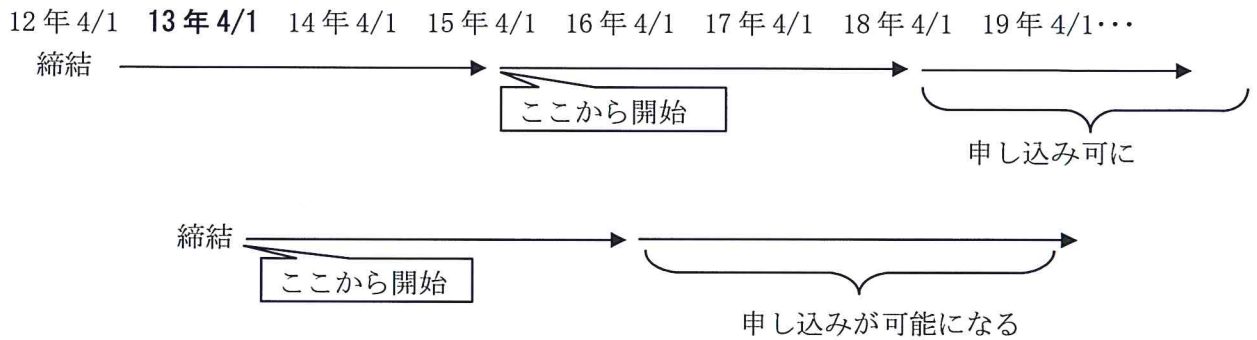 12年4/1 13年4/1 14年4/1 15年4/1 16年4/1 17年4/1 18年4/1 19年4/1･･･
締結
ここから開始
申し込み可に
締結
ここから開始
申し込みが可能になる